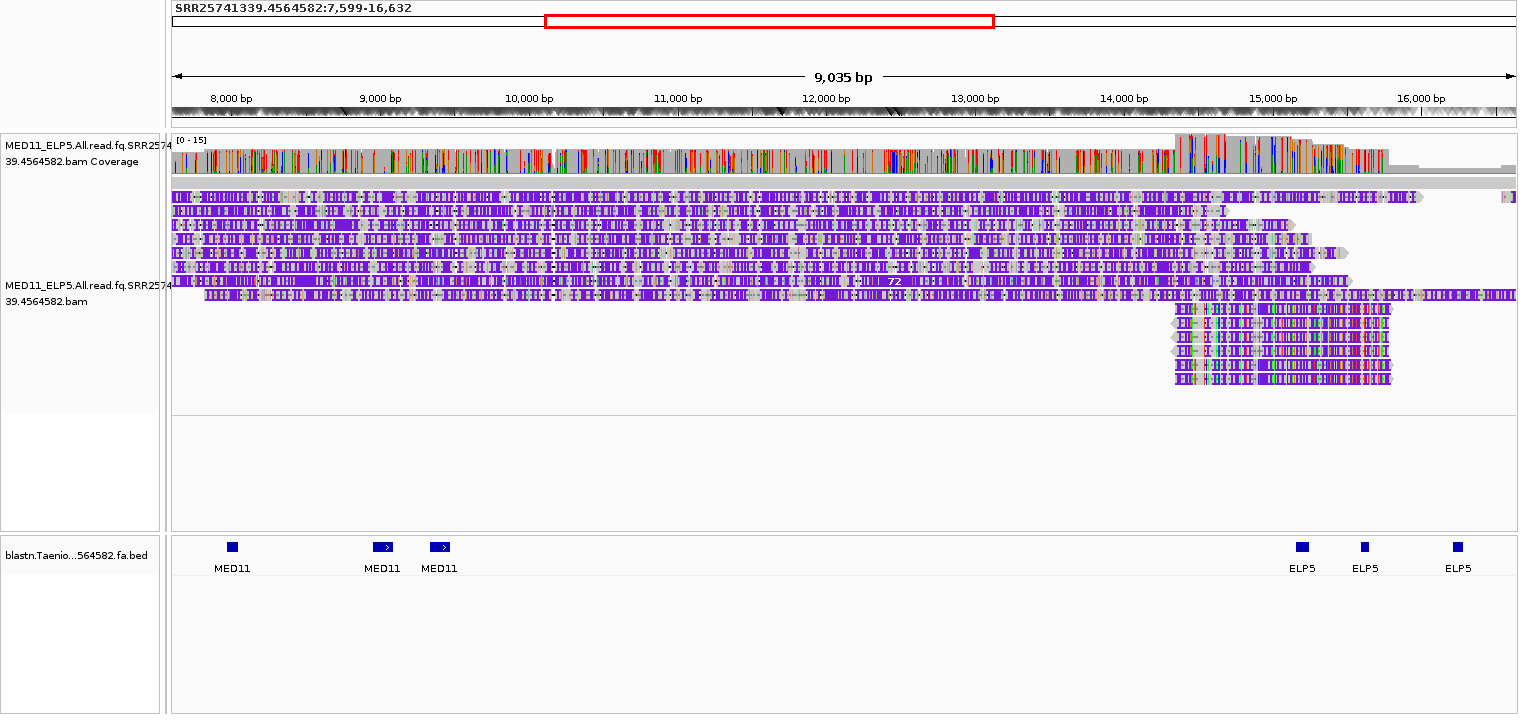 SRR25741339.4564582:7,599-16,632
9,035 bp
8,000 bp 9,000 bp 10,000 bp 11,000 bp 12,000 bp 13,000 bp 14,000 bp 15,000 bp 16,000 bp
MED11_ELP5.All.read.fq.SRR2574
39.4564582.bam Coverage
[0 - 15]
MED11_ELP5.All.read.fq.SRR2574
39.4564582.bam
72
blastn.Taenio...564582.fa.bed
MED11 MED11 MED11 ELP5 ELP5 ELP5